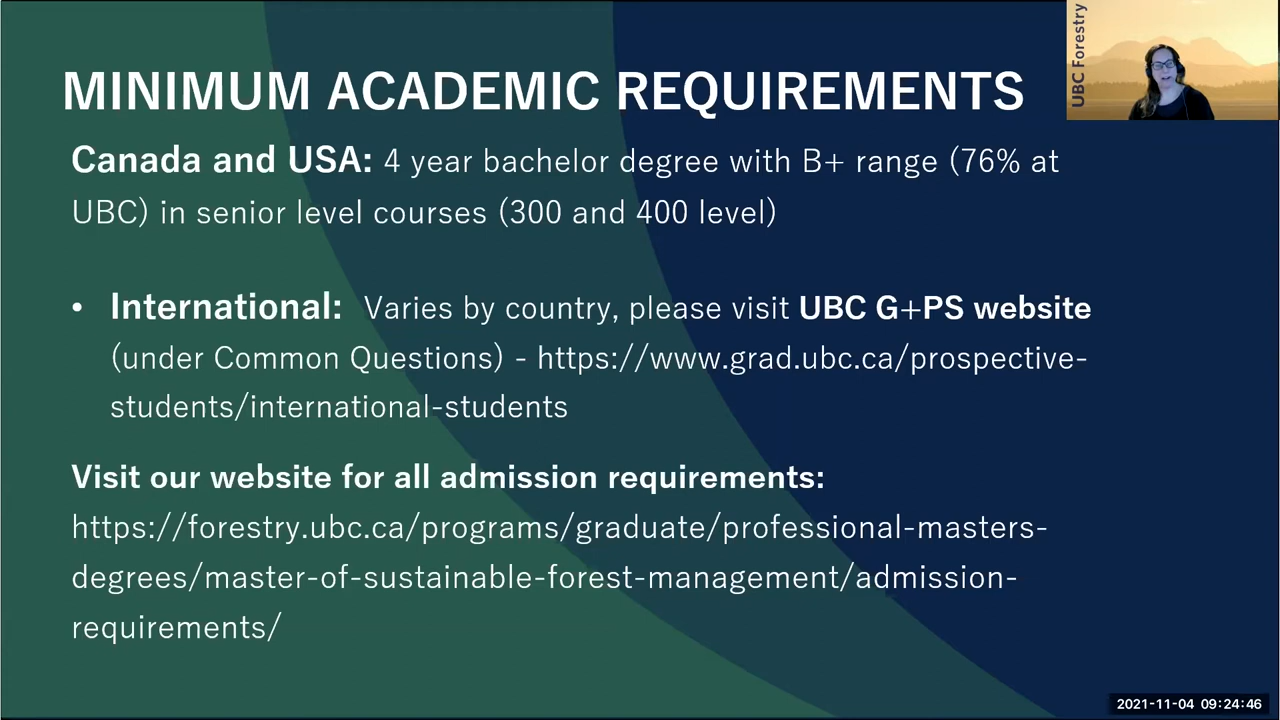 MINIMUM ACADEMIC REQUIREMENTS
Canada and USA: 4 year bachelor degree with B+ range (76% at
UBC) in senior level courses (300 and 400 level)
• International: Varies by country, please visit UBC G+PS website
(under Common Questions) - https://www.grad.ubc.ca/prospective-
students/international-students
Visit our website for all admission requirements:
https://forestry.ubc.ca/programs/graduate/professional-masters-
degrees/master-of-sustainable-forest-management/admission-
requirements/
UBC Forestry
2021-11-04 09:24:46